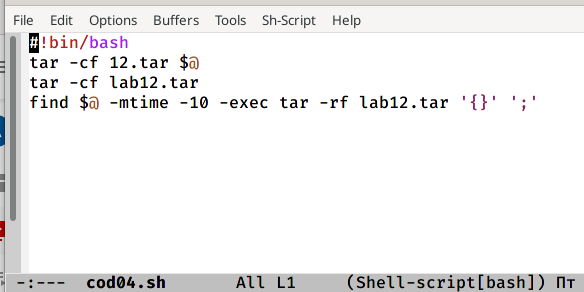 File Edit Options Buffers Tools Sh-Script Help
#!bin/bash
tar -cf 12.tar $@
tar -cf lab12.tar
find $@ -mtime -10 -exec tar -rf lab12.tar '{}' ';'
-:--- cod04.sh All L1 (Shell-script[bash]) Пт